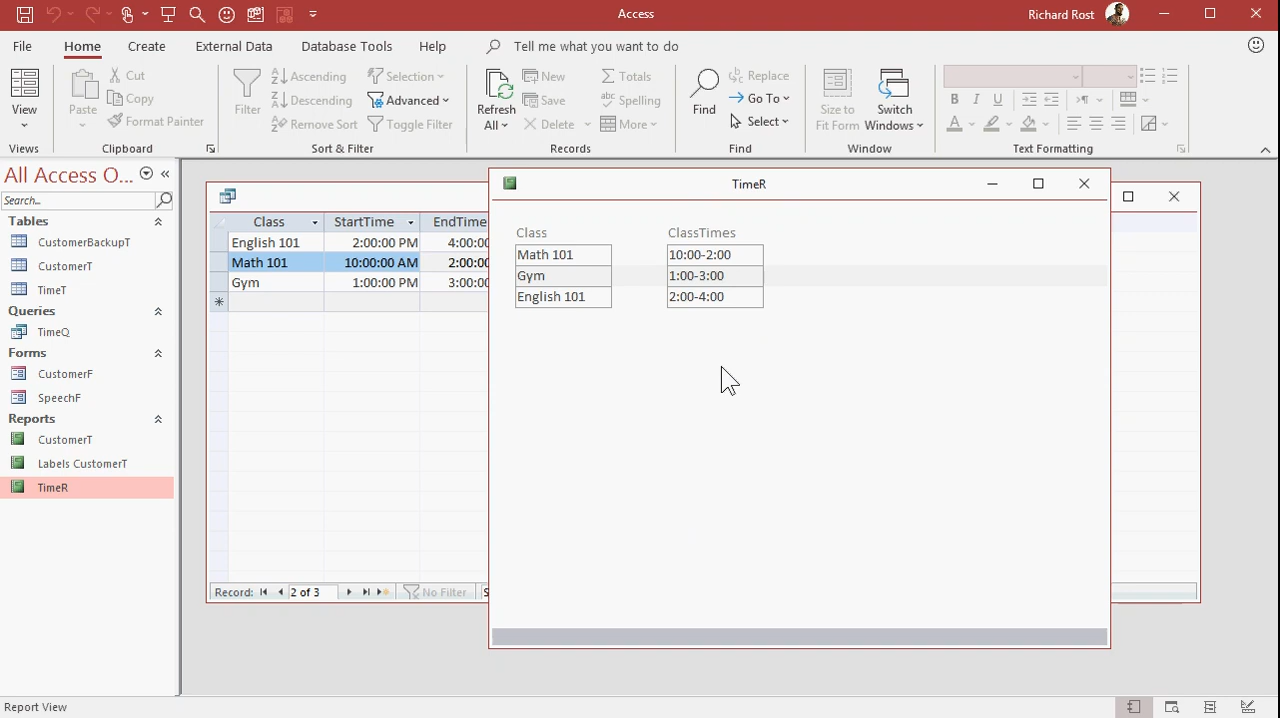 Access
Richard Rost
File Home Create External Data Database Tools Help Tell me what you want to do
View
Views
Paste
Cut
Copy
Format Painter
Clipboard
Filter
Ascending
Descending
Remove Sort
Selection
Advanced
Toggle Filter
Sort & Filter
Refresh
All
New
Save
Delete
Totals
Spelling
More
Records
Find
Replace
Go To
Select
Find
Size to
Fit Form
Switch
Windows
Window
Text Formatting
All Access O...
Search...
Tables
CustomerBackupT
CustomerT
TimeT
Queries
TimeQ
Forms
CustomerF
SpeechF
Reports
CustomerT
Labels CustomerT
TimeR
Class StartTime EndTime
English 101 2:00:00 PM 4:00:00
Math 101 10:00:00 AM 2:00:00
Gym 1:00:00 PM 3:00:00
Record: 2 of 3 No Filter
TimeR
Class ClassTimes
Math 101 10:00-2:00
Gym 1:00-3:00
English 101 2:00-4:00
Report View